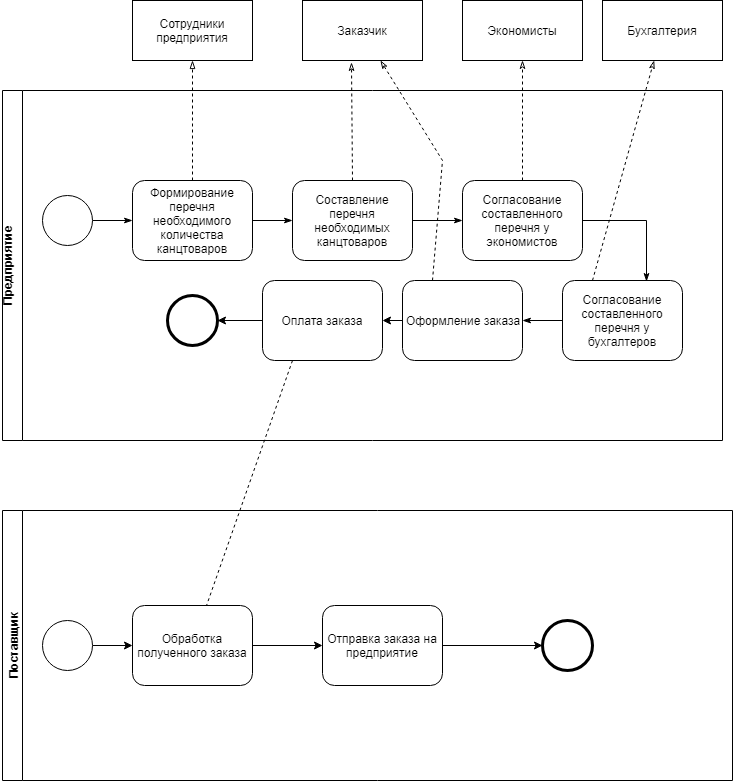 Сотрудники
предприятия
Заказчик
Экономисты
Бухгалтерия
Предприятие
Формирование
перечня
необходимого
количества
канцтоваров
Составление
перечня
необходимых
канцтоваров
Согласование
составленного
перечня у
экономистов
Оплата заказа
Оформление заказа
Согласование
составленного
перечня у
бухгалтеров
Поставщик
Обработка
полученного заказа
Отправка заказа на
предприятие